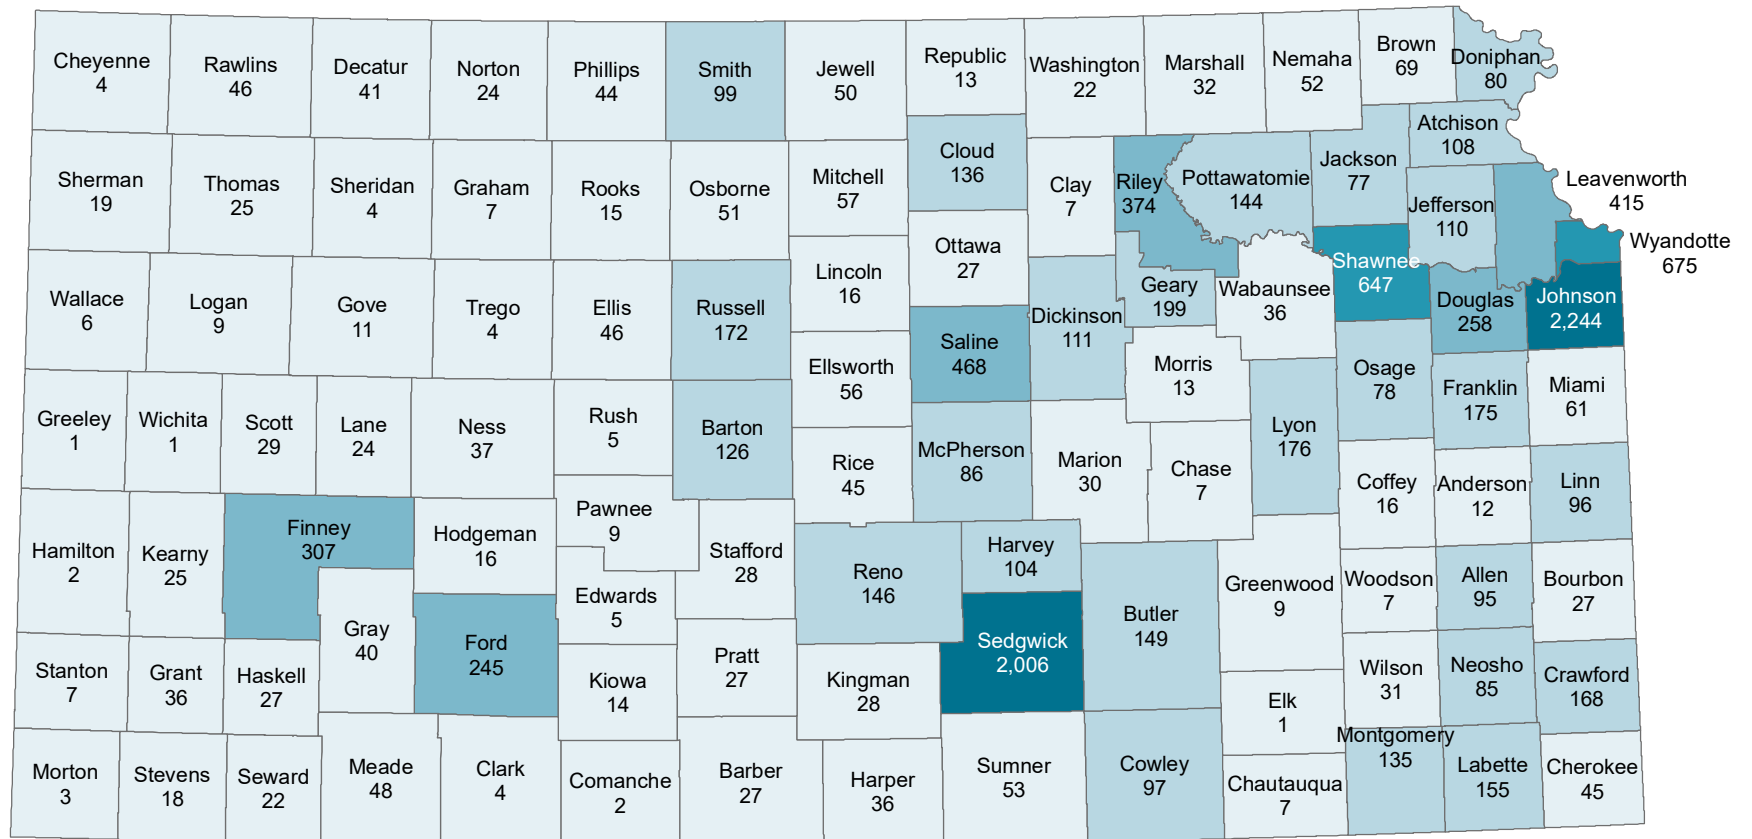 Cheyenne
4
Rawlins
46
Decatur
41
Norton
24
Phillips
44
Smith
99
Jewell
50
Republic
13
Washington
22
Marshall
32
Nemaha
52
Brown
69
Doniphan
80
Sherman
19
Thomas
25
Sheridan
4
Graham
7
Rooks
15
Osborne
51
Mitchell
57
Cloud
136
Clay
7
Riley
374
Pottawatomie
144
Jackson
77
Atchison
108
Jefferson
110
Leavenworth
415
Wyandotte
675
Wallace
6
Logan
9
Gove
11
Trego
4
Ellis
46
Russell
172
Lincoln
16
Ottawa
27
Saline
468
Dickinson
111
Geary
199
Wabaunsee
36
Shawnee
647
Douglas
258
Johnson
2,244
Greeley
1
Wichita
1
Scott
29
Lane
24
Ness
37
Rush
5
Barton
126
Ellsworth
56
Rice
45
McPherson
86
Marion
30
Morris
13
Chase
7
Lyon
176
Osage
78
Franklin
175
Miami
61
Coffey
16
Anderson
12
Linn
96
Hamilton
2
Kearny
25
Finney
307
Hodgeman
16
Pawnee
9
Stafford
28
Edwards
5
Gray
40
Ford
245
Reno
146
Harvey
104
Sedgwick
2,006
Butler
149
Greenwood
9
Woodson
7
Allen
95
Bourbon
27
Stanton
7
Grant
36
Haskell
27
Kiowa
14
Pratt
27
Kingman
28
Elk
1
Wilson
31
Neosho
85
Crawford
168
Morton
3
Stevens
18
Seward
22
Meade
48
Clark
4
Comanche
2
Barber
27
Harper
36
Sumner
53
Cowley
97
Chautauqua
7
Montgomery
135
Labette
155
Cherokee
45